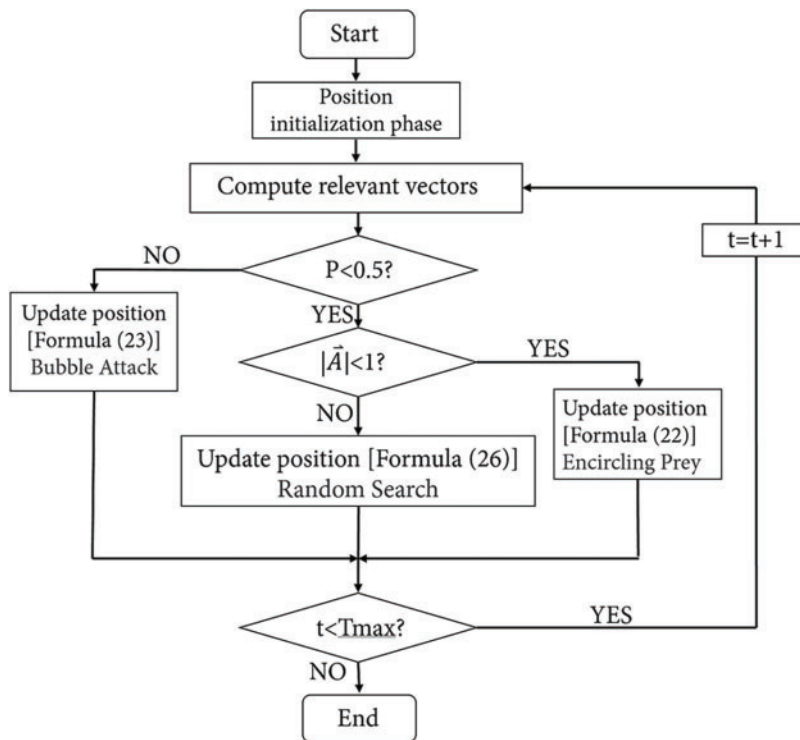 Start
Position
initialization phase
Compute relevant vectors
t=t+1
NO
P<0.5?
Update position
[Formula (23)]
Bubble Attack
YES
|A⃗|<1?
YES
NO
Update position
[Formula (22)]
Encircling Prey
Update position [Formula (26)]
Random Search
t<Tmax?
YES
NO
End